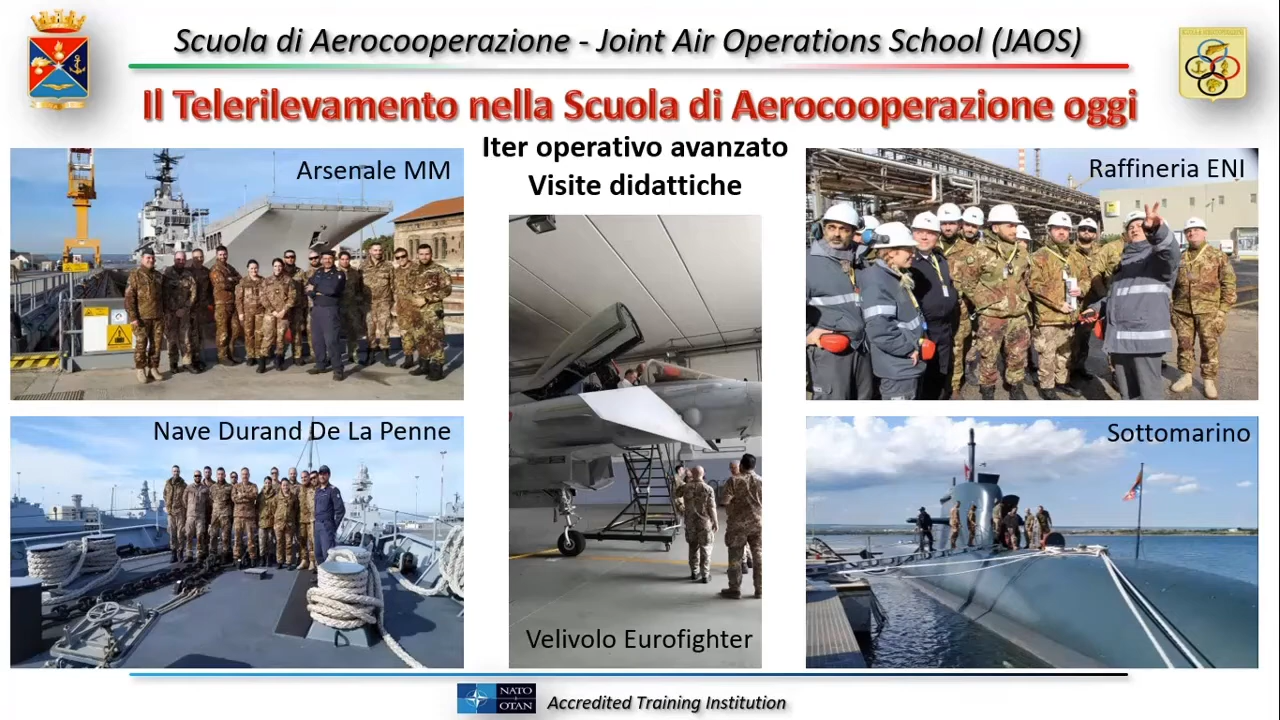 Scuola di Aerocooperazione - Joint Air Operations School (JAOS)
Il Telerilevamento nella Scuola di Aerocooperazione oggi
Iter operativo avanzato
Visite didattiche
Arsenale MM
Raffineria ENI
Nave Durand De La Penne
Velivolo Eurofighter
Sottomarino
NATO
OTAN
Accredited Training Institution